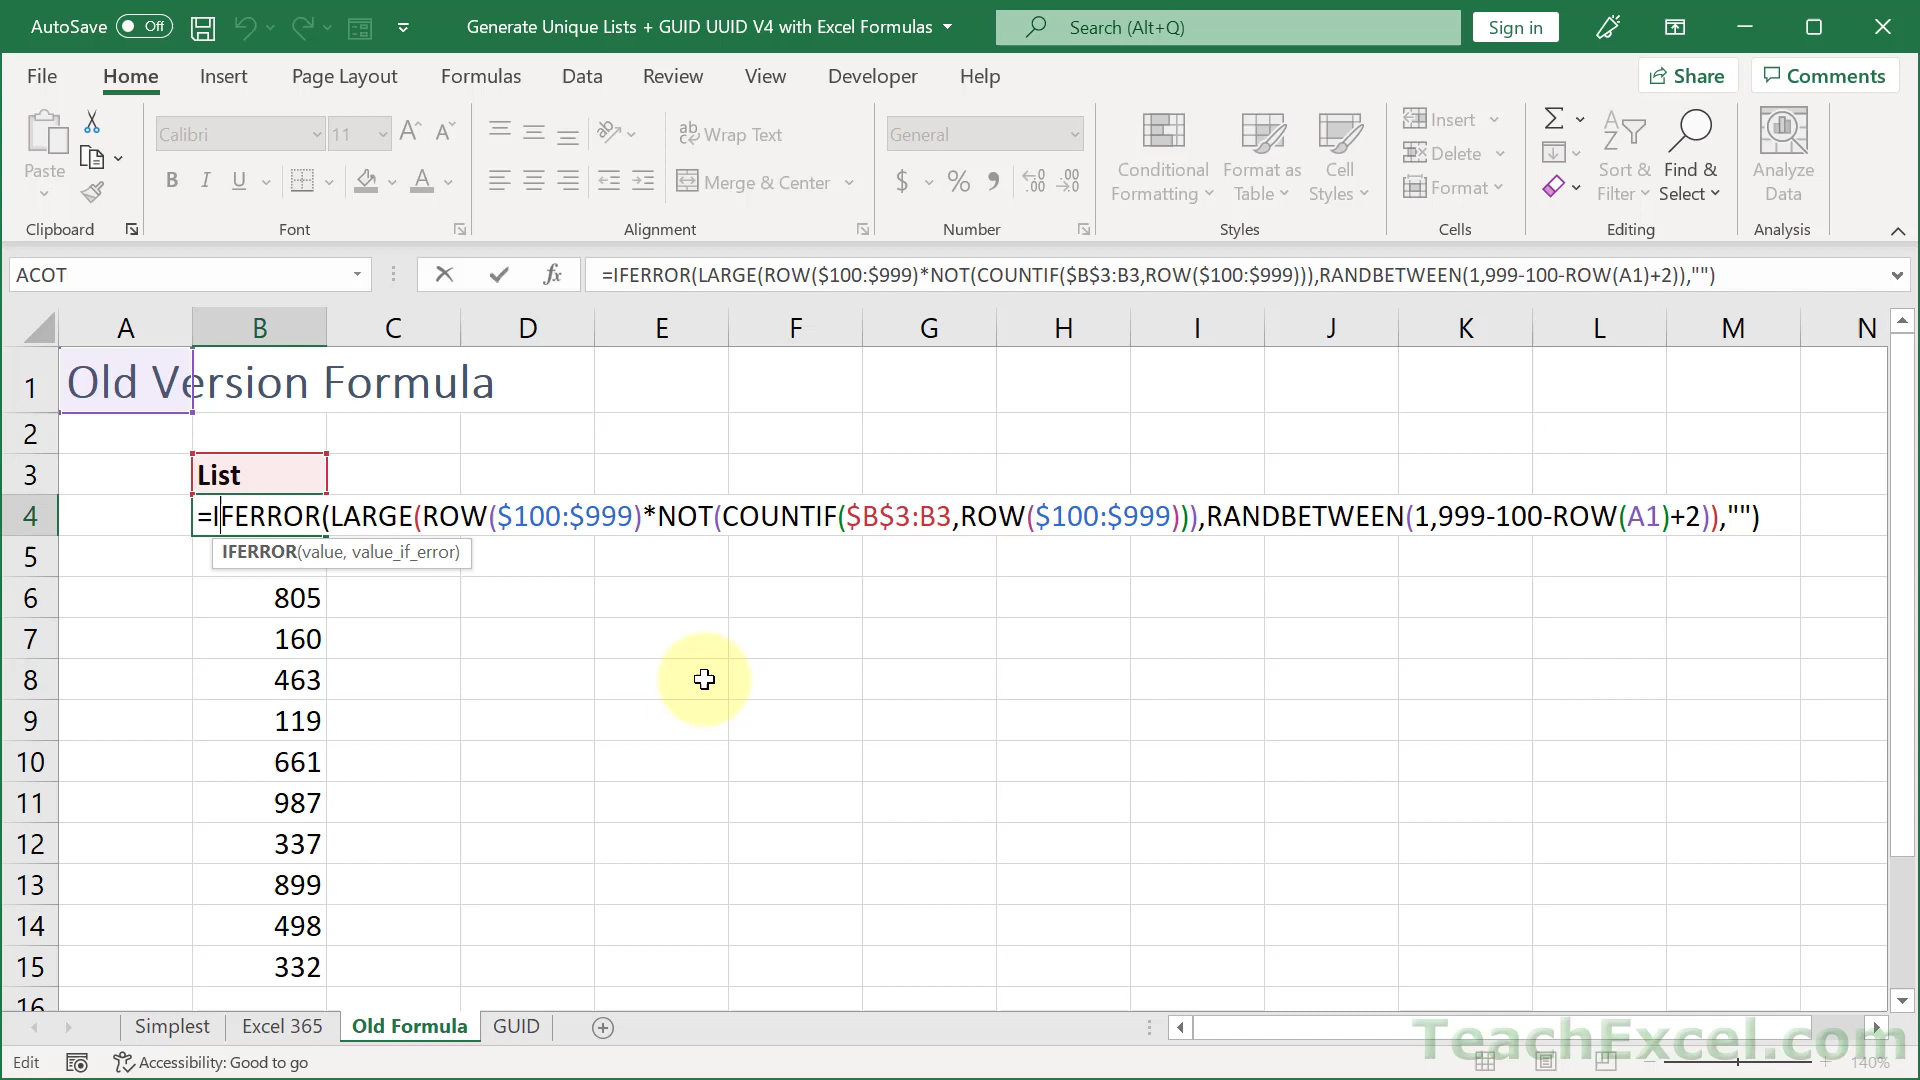 AutoSave Off Generate Unique Lists + GUID UUID V4 with Excel Formulas Search (Alt+Q) Sign in
File Home Insert Page Layout Formulas Data Review View Developer Help Share Comments
Paste Calibri 11 A A B I U A Wrap Text Merge & Center General $ % Conditional Formatting Format as Table Cell Styles Insert Delete Format Sort & Filter Find & Select Analyze Data
Clipboard Font Alignment Number Styles Cells Editing Analysis
ACOT fx =IFERROR(LARGE(ROW($100:$999)*NOT(COUNTIF($B$3:B3,ROW($100:$999))),RANDBETWEEN(1,999-100-ROW(A1)+2)),"")
A B C D E F G H I J K L M N
1 Old Version Formula
2
3 List
4 =IFERROR(LARGE(ROW($100:$999)*NOT(COUNTIF($B$3:B3,ROW($100:$999))),RANDBETWEEN(1,999-100-ROW(A1)+2)),"")
5 IFERROR(value, value_if_error)
6 805
7 160
8 463
9 119
10 661
11 987
12 337
13 899
14 498
15 332
16
Simplest Excel 365 Old Formula GUID
TeachExcel.com
Edit Accessibility: Good to go 140%